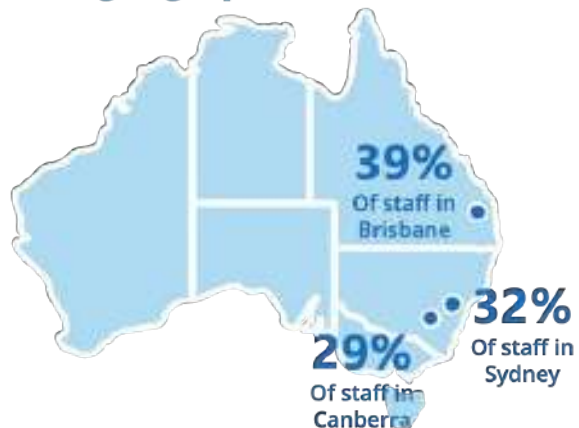 39%
Of staff in
Brisbane
32%
Of staff in
Sydney
29%
Of staff in
Canberra